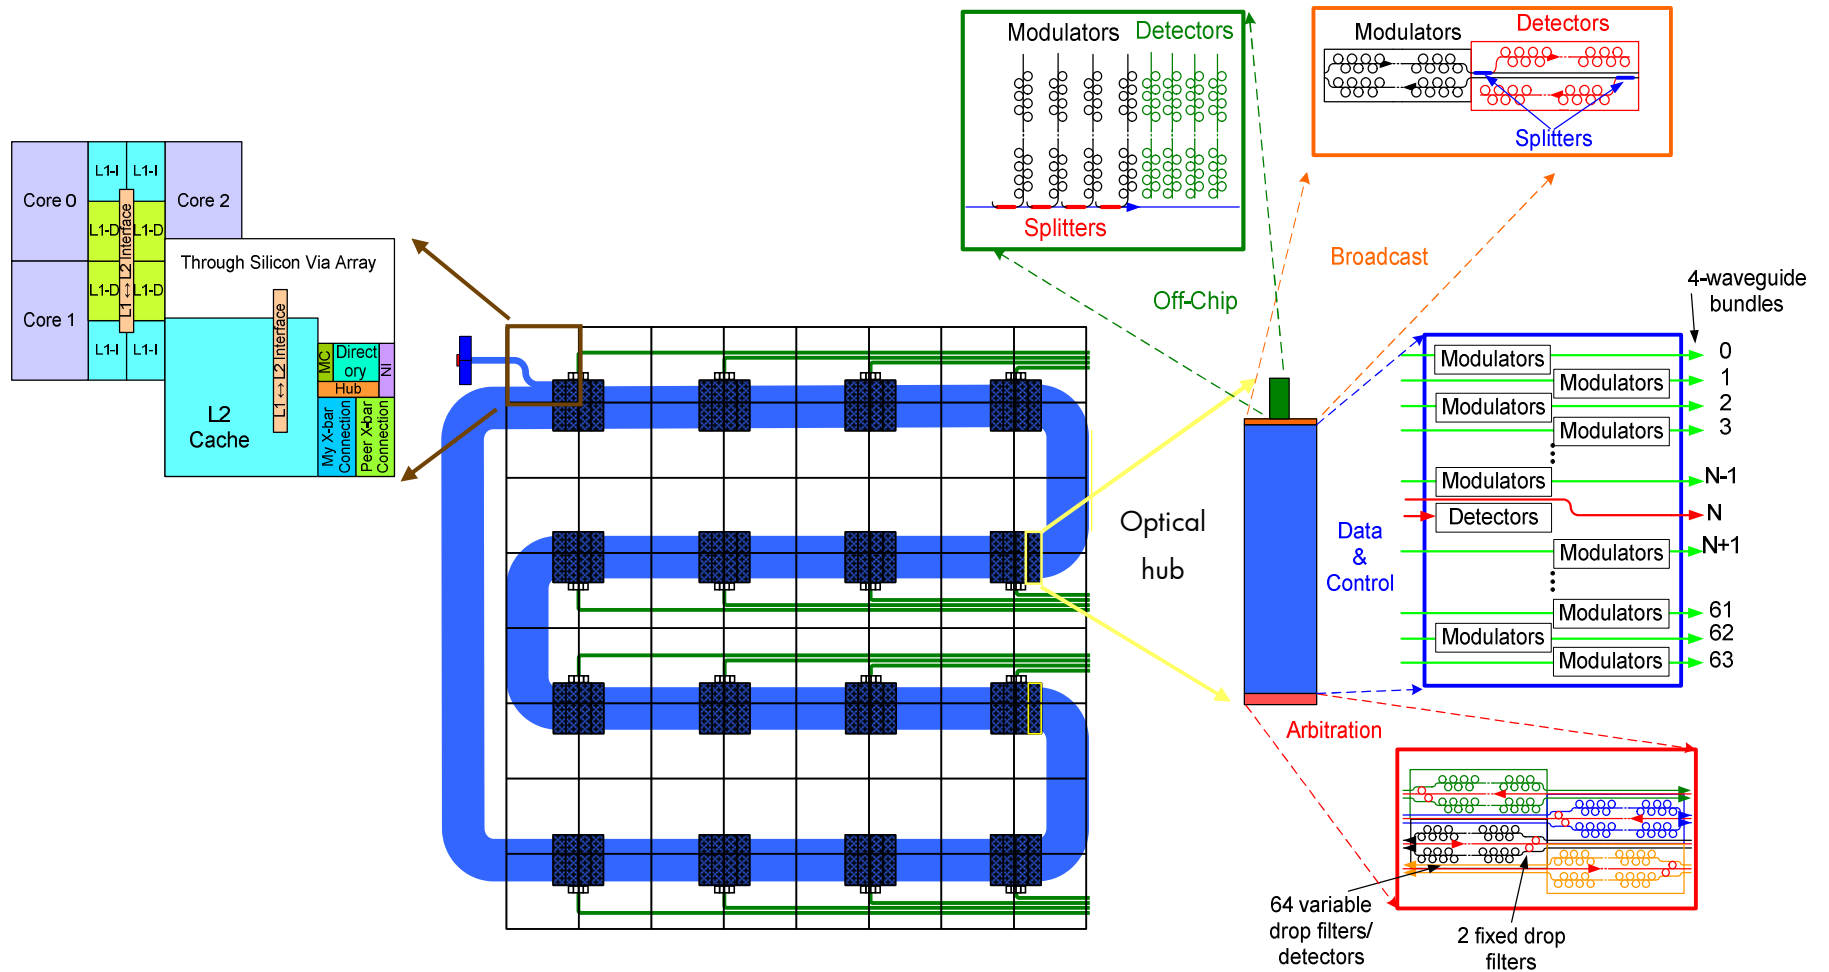 Modulators
Detectors
Splitters
Modulators
Detectors
Splitters
Core 0
L1-I
L1-I
Core 2
L1-D
L1-D
L1 ↔ L2 Interface
L1-D
L1-D
Core 1
L1-I
L1-I
Through Silicon Via Array
L2
Cache
L1 ↔ L2 Interface
MC
Direct
ory
NI
Hub
My X-bar
Connection
Peer X-bar
Connection
Off-Chip
Broadcast
4-waveguide
bundles
Optical
hub
Data
&
Control
Modulators
0
Modulators
1
Modulators
2
Modulators
3
Modulators
N-1
N
Detectors
Modulators
N+1
Modulators
61
Modulators
62
Modulators
63
Arbitration
64 variable
drop filters/
detectors
2 fixed drop
filters